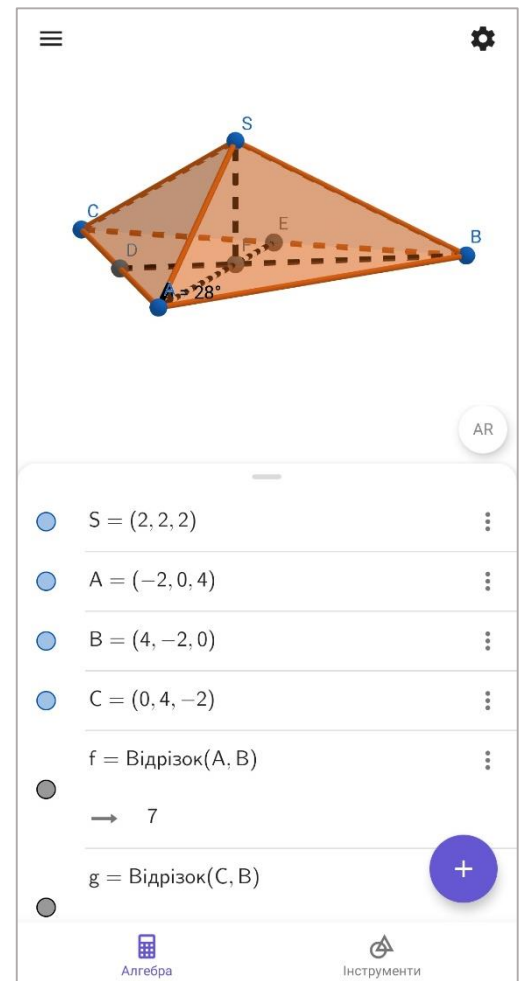 S
C
E
B
D
F
A = 28°
AR
S = (2, 2, 2)
A = (−2, 0, 4)
B = (4, −2, 0)
C = (0, 4, −2)
f = Відрізок(A, B)
→ 7
g = Відрізок(C, B)
+
Алгебра
Інструменти